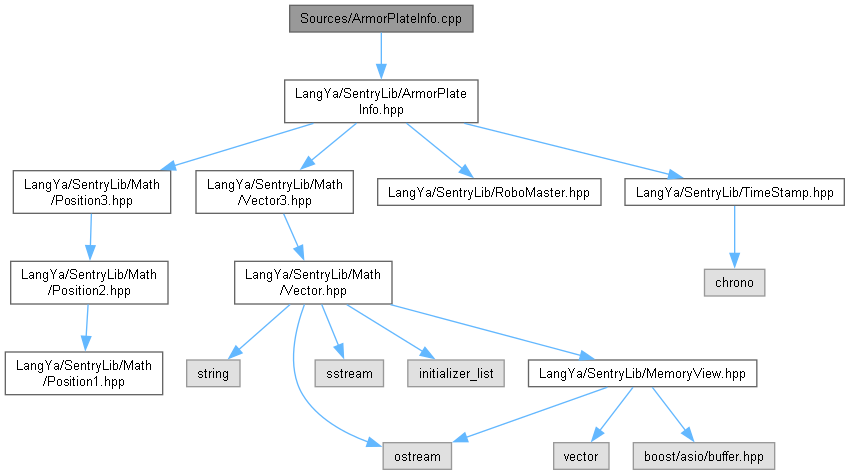 Sources/ArmorPlateInfo.cpp
LangYa/SentryLib/ArmorPlate
Info.hpp
LangYa/SentryLib/Math
/Position3.hpp
LangYa/SentryLib/Math
/Vector3.hpp
LangYa/SentryLib/RoboMaster.hpp
LangYa/SentryLib/TimeStamp.hpp
LangYa/SentryLib/Math
/Position2.hpp
LangYa/SentryLib/Math
/Vector.hpp
chrono
LangYa/SentryLib/Math
/Position1.hpp
string
sstream
initializer_list
LangYa/SentryLib/MemoryView.hpp
ostream
vector
boost/asio/buffer.hpp